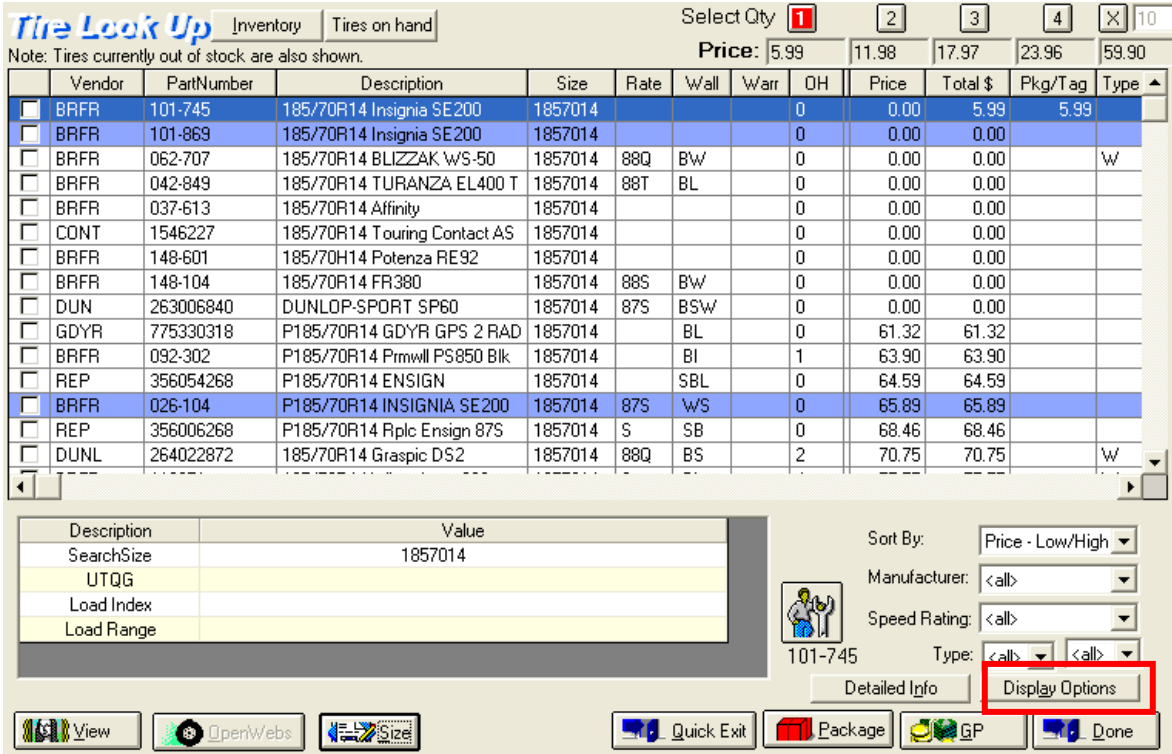 Tire Look Up Inventory Tires on hand Select Qty 1 2 3 4 X 10
Note: Tires currently out of stock are also shown. Price: 5.99 11.98 17.97 23.96 59.90
Vendor PartNumber Description Size Rate Wall Warr OH Price Total $ Pkg/Tag Type
BRFR 101-745 185/70R14 Insignia SE200 1857014 0 0.00 5.99 5.99
BRFR 101-869 185/70R14 Insignia SE200 1857014 0 0.00 0.00
BRFR 062-707 185/70R14 BLIZZAK WS-50 1857014 88Q BW 0 0.00 0.00 W
BRFR 042-849 185/70R14 TURANZA EL400 T 1857014 88T BL 0 0.00 0.00
BRFR 037-613 185/70R14 Affinity 1857014 0 0.00 0.00
CONT 1546227 185/70R14 Touring Contact AS 1857014 0 0.00 0.00
BRFR 148-601 185/70H14 Potenza RE92 1857014 0 0.00 0.00
BRFR 148-104 185/70R14 FR380 1857014 88S BW 0 0.00 0.00
DUN 263006840 DUNLOP-SPORT SP60 1857014 87S BSW 0 0.00 0.00
GDYR 775330318 P185/70R14 GDYR GPS 2 RAD 1857014 BL 0 61.32 61.32
BRFR 092-302 P185/70R14 Prmwll PS850 Blk 1857014 Bl 1 63.90 63.90
REP 356054268 P185/70R14 ENSIGN 1857014 SBL 0 64.59 64.59
BRFR 026-104 P185/70R14 INSIGNIA SE200 1857014 87S WS 0 65.89 65.89
REP 356006268 P185/70R14 Rplc Ensign 87S 1857014 S SB 0 68.46 68.46
DUNL 264022872 185/70R14 Graspic DS2 1857014 88Q BS 2 70.75 70.75 W
Description Value
SearchSize 1857014
UTQG
Load Index
Load Range
Sort By: Price - Low/High
Manufacturer: <all>
Speed Rating: <all>
101-745 Type: <all> <all>
Detailed Info Display Options
View OpenWebs Size Quick Exit Package GP Done